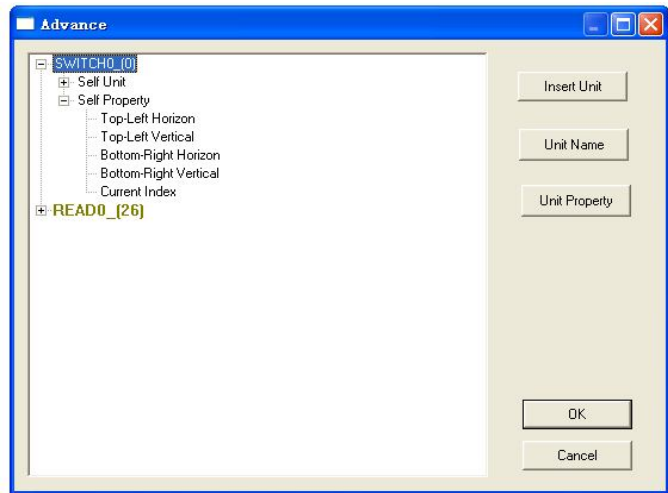 Advance
SWITCH0_(0)
Self Unit
Self Property
Top-Left Horizon
Top-Left Vertical
Bottom-Right Horizon
Bottom-Right Vertical
Current Index
READ0_(26)
Insert Unit
Unit Name
Unit Property
OK
Cancel